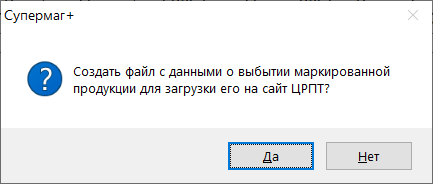 Супермаг+
Создать файл с данными о выбытии маркированной
продукции для загрузки его на сайт ЦРПТ?
Да
Нет